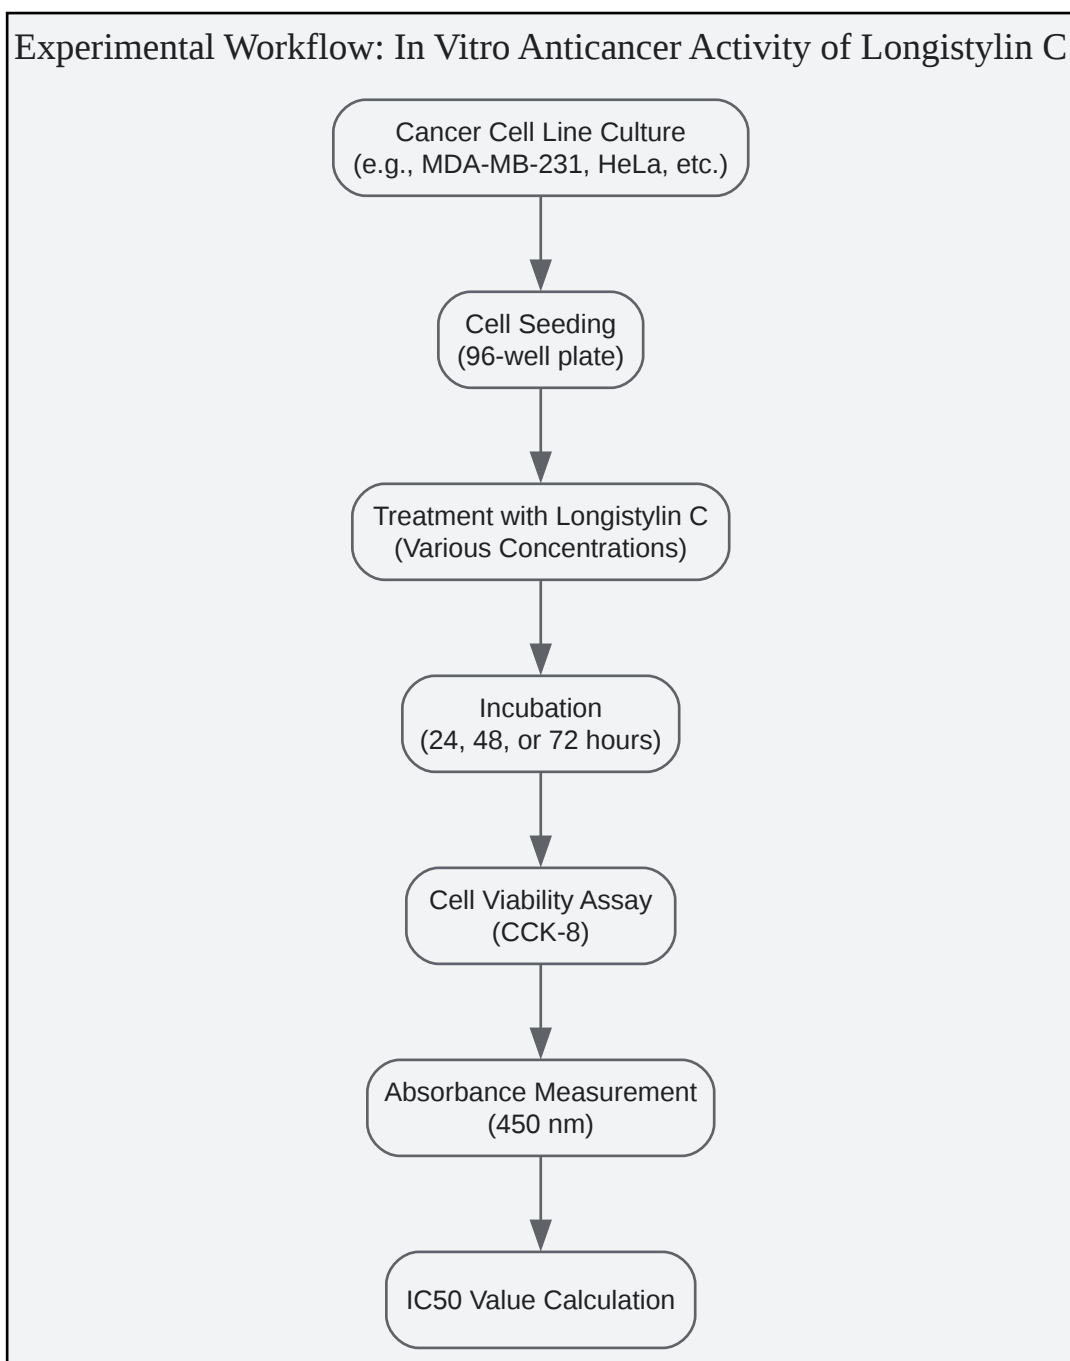 Experimental Workflow: In Vitro Anticancer Activity of Longistylin C
Cancer Cell Line Culture
(e.g., MDA-MB-231, HeLa, etc.)
Cell Seeding
(96-well plate)
Treatment with Longistylin C
(Various Concentrations)
Incubation
(24, 48, or 72 hours)
Cell Viability Assay
(CCK-8)
Absorbance Measurement
(450 nm)
IC50 Value Calculation